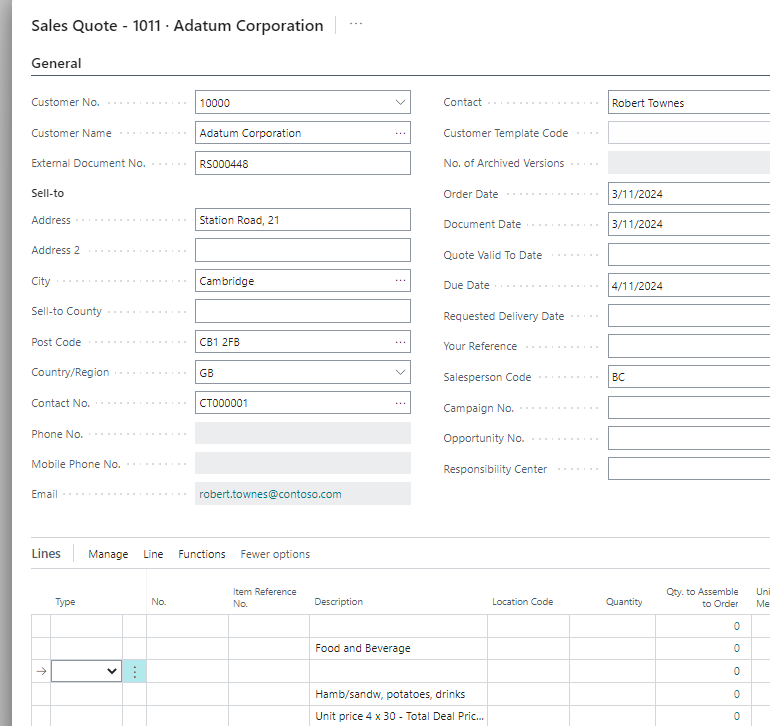 Sales Quote - 1011 · Adatum Corporation ...
General
Customer No. 10000
Customer Name Adatum Corporation ...
External Document No. RS000448
Sell-to
Address Station Road, 21
Address 2
City Cambridge ...
Sell-to County
Post Code CB1 2FB ...
Country/Region GB
Contact No. CT000001 ...
Phone No.
Mobile Phone No.
Email robert.townes@contoso.com
Contact Robert Townes
Customer Template Code
No. of Archived Versions
Order Date 3/11/2024
Document Date 3/11/2024
Quote Valid To Date
Due Date 4/11/2024
Requested Delivery Date
Your Reference
Salesperson Code BC
Campaign No.
Opportunity No.
Responsibility Center
Lines Manage Line Functions Fewer options
Type
No.
Item Reference
No.
Description
Location Code
Quantity
Qty. to Assemble
to Order
Uni
Me
0
Food and Beverage 0
0
Hamb/sandw, potatoes, drinks 0
Unit price 4 x 30 - Total Deal Pric... 0